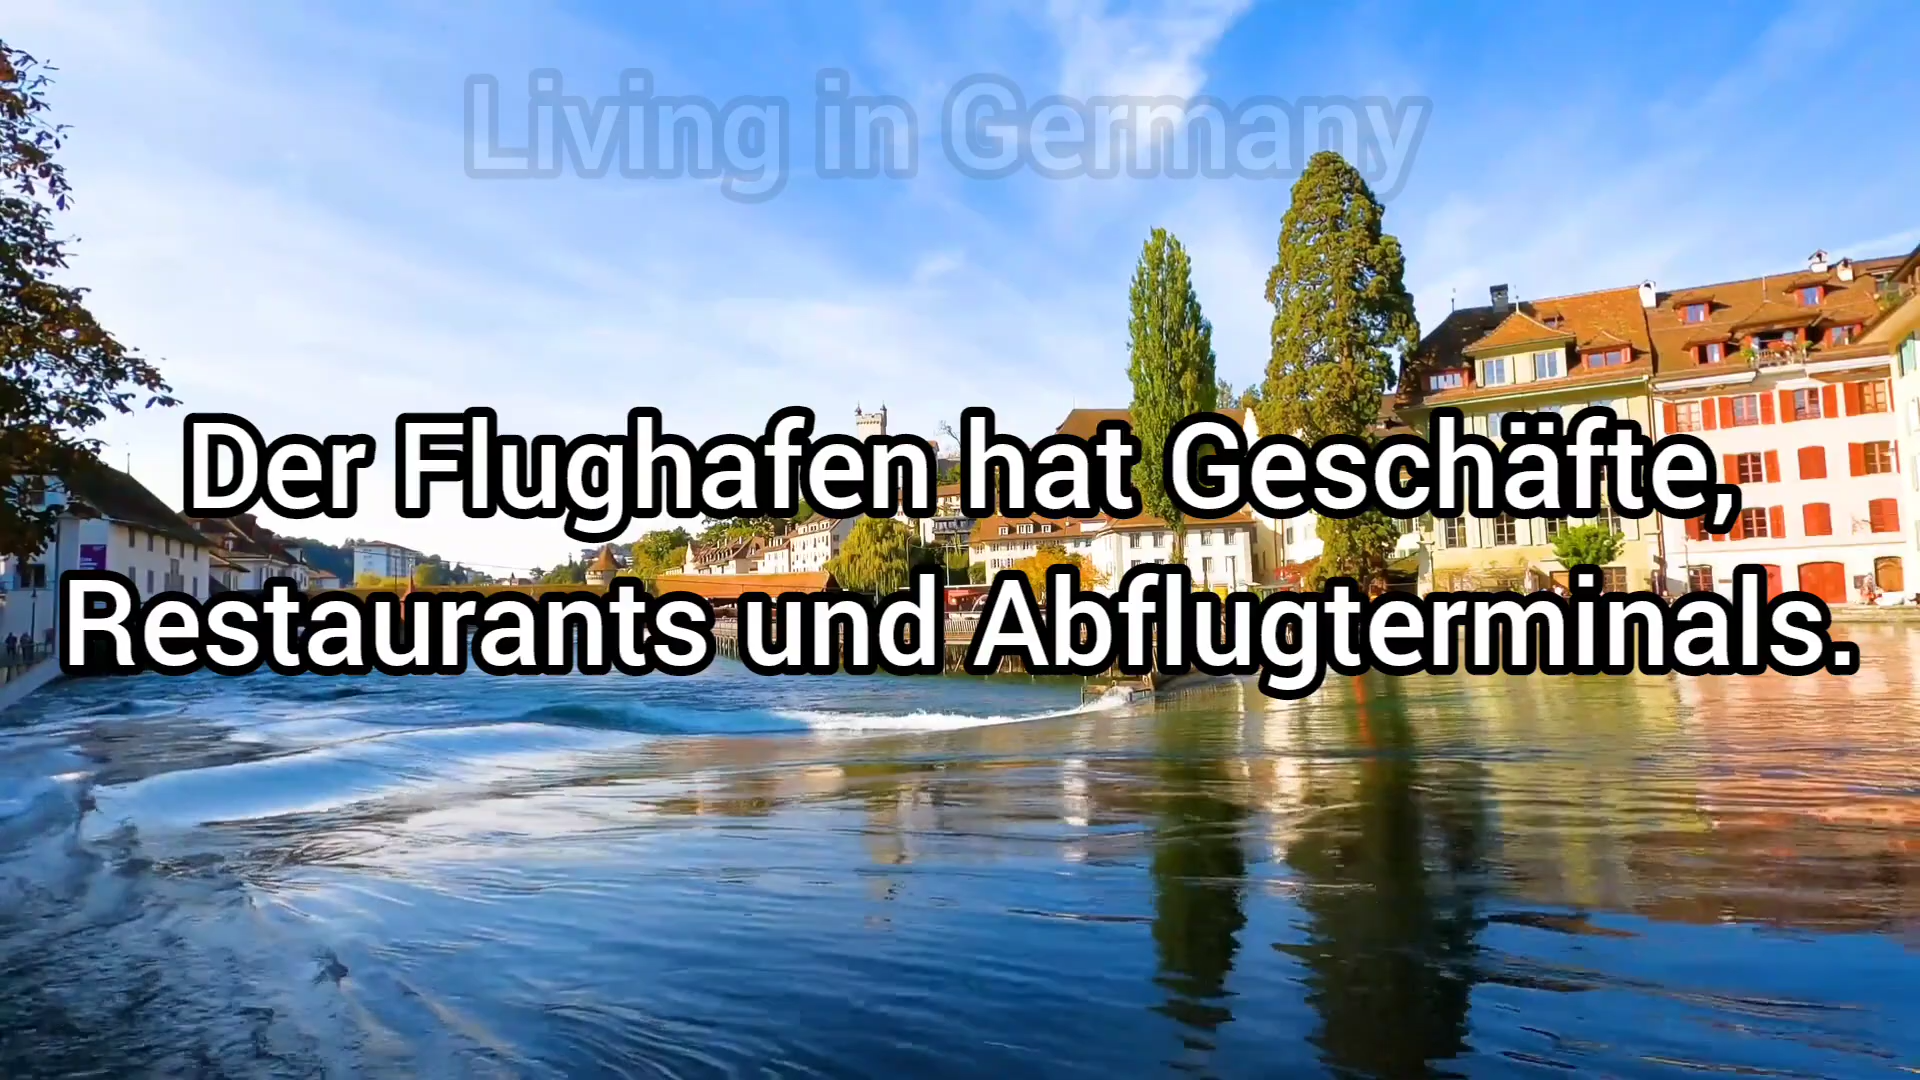 Living in Germany
Der Flughafen hat Geschäfte,
Restaurants und Abflugterminals.